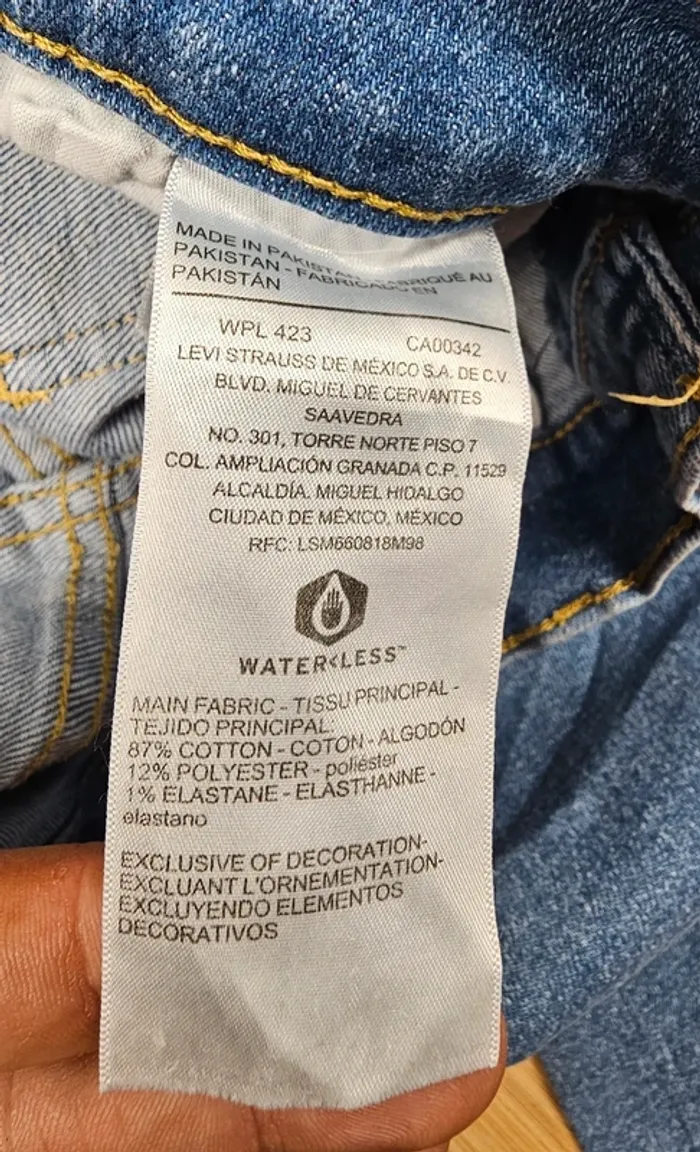 MADE IN PAKISTAN - FABRIQUÉ AU
PAKISTAN - FABRICADO EN
PAKISTÁN
WPL 423 CA00342
LEVI STRAUSS DE MÉXICO S.A. DE C.V.
BLVD. MIGUEL DE CERVANTES
SAAVEDRA
NO. 301, TORRE NORTE PISO 7
COL. AMPLIACIÓN GRANADA C.P. 11529
ALCALDÍA. MIGUEL HIDALGO
CIUDAD DE MÉXICO, MÉXICO
RFC: LSM660818M98
WATER<LESS™
MAIN FABRIC - TISSU PRINCIPAL -
TEJIDO PRINCIPAL:
87% COTTON - COTON - ALGODÓN
12% POLYESTER - poliéster
1% ELASTANE - ELASTHANNE -
elastano
EXCLUSIVE OF DECORATION-
EXCLUANT L'ORNEMENTATION-
EXCLUYENDO ELEMENTOS
DECORATIVOS